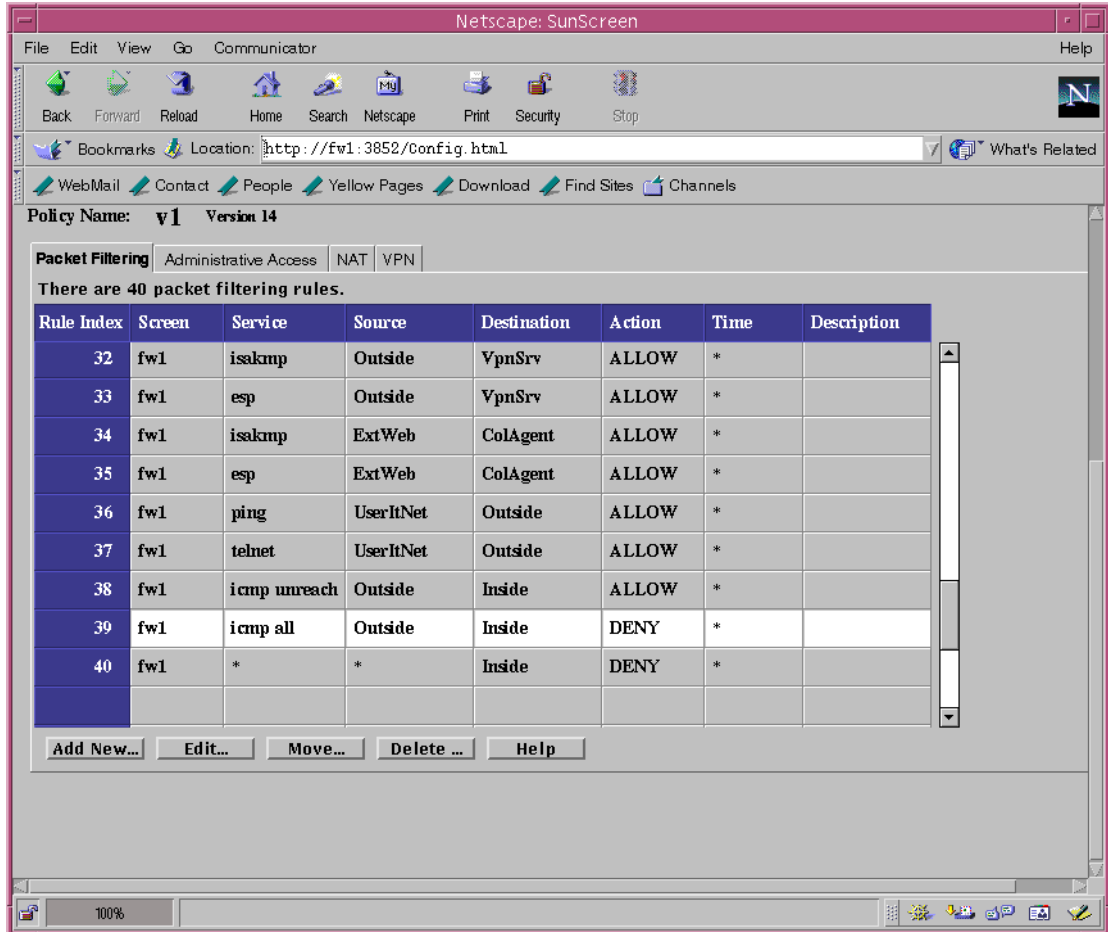 Netscape: SunScreen
File Edit View Go Communicator Help
Back Forward Reload Home Search Netscape Print Security Stop
My
N
Bookmarks Location: http://fw1:3852/Config.html What's Related
WebMail Contact People Yellow Pages Download Find Sites Channels
Policy Name: v1 Version 14
Packet Filtering Administrative Access NAT VPN
There are 40 packet filtering rules.
Rule Index Screen Service Source Destination Action Time Description
32 fw1 isakmp Outside VpnSrv ALLOW *
33 fw1 esp Outside VpnSrv ALLOW *
34 fw1 isakmp ExtWeb ColAgent ALLOW *
35 fw1 esp ExtWeb ColAgent ALLOW *
36 fw1 ping UserItNet Outside ALLOW *
37 fw1 telnet UserItNet Outside ALLOW *
38 fw1 icmp unreach Outside Inside ALLOW *
39 fw1 icmp all Outside Inside DENY *
40 fw1 * * Inside DENY *
Add New... Edit... Move... Delete ... Help
100%